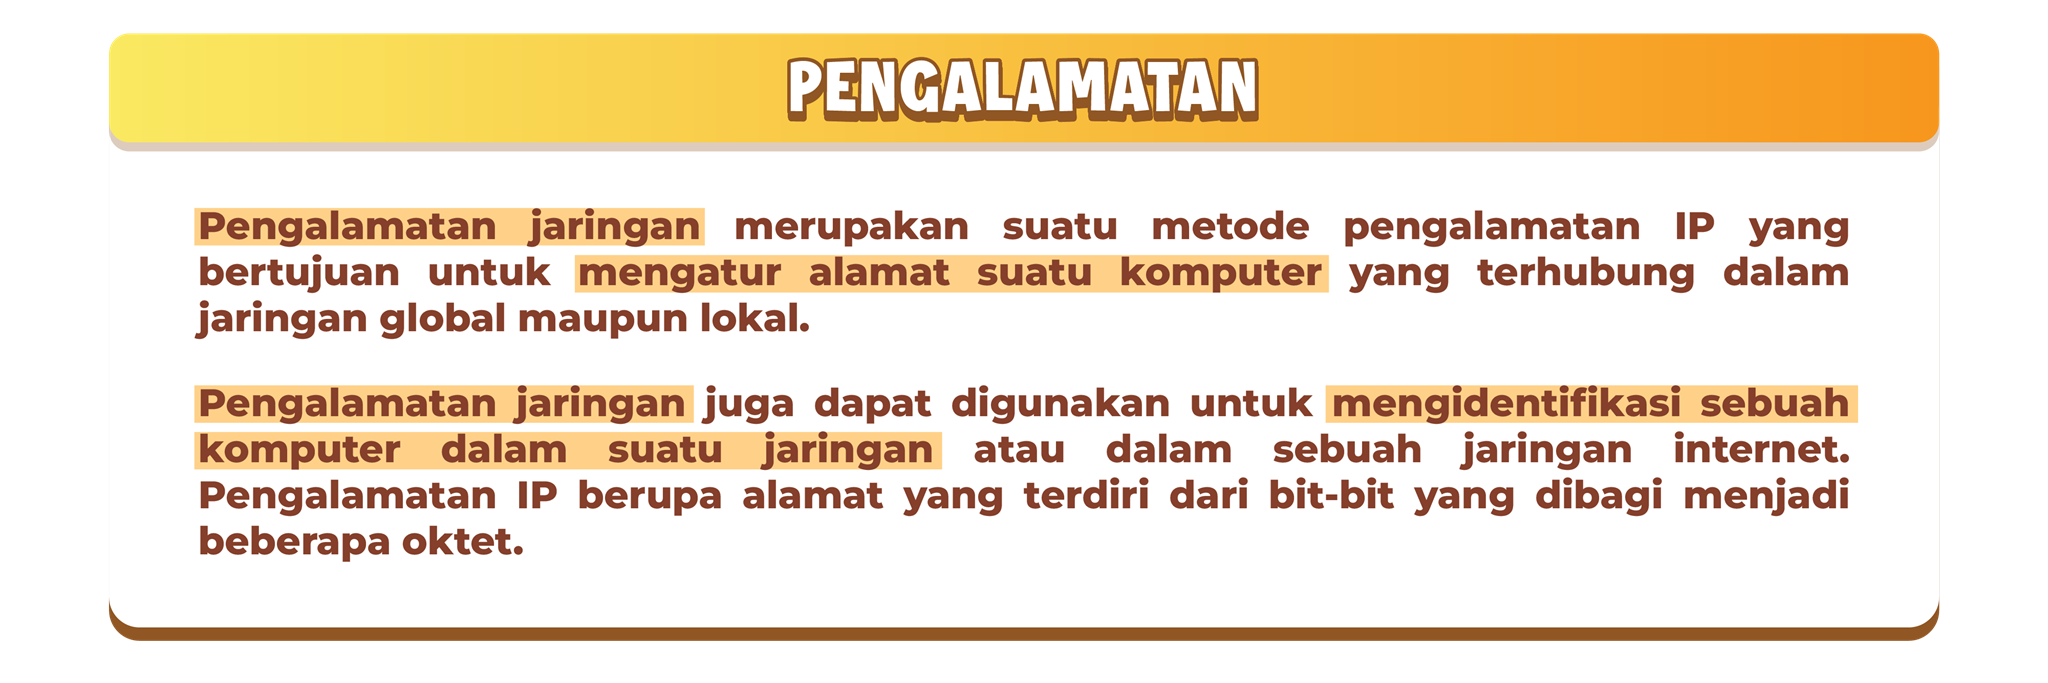 PENGALAMATAN
Pengalamatan jaringan merupakan suatu metode pengalamatan IP yang
bertujuan untuk mengatur alamat suatu komputer yang terhubung dalam
jaringan global maupun lokal.
Pengalamatan jaringan juga dapat digunakan untuk mengidentifikasi sebuah
komputer dalam suatu jaringan atau dalam sebuah jaringan internet.
Pengalamatan IP berupa alamat yang terdiri dari bit-bit yang dibagi menjadi
beberapa oktet.